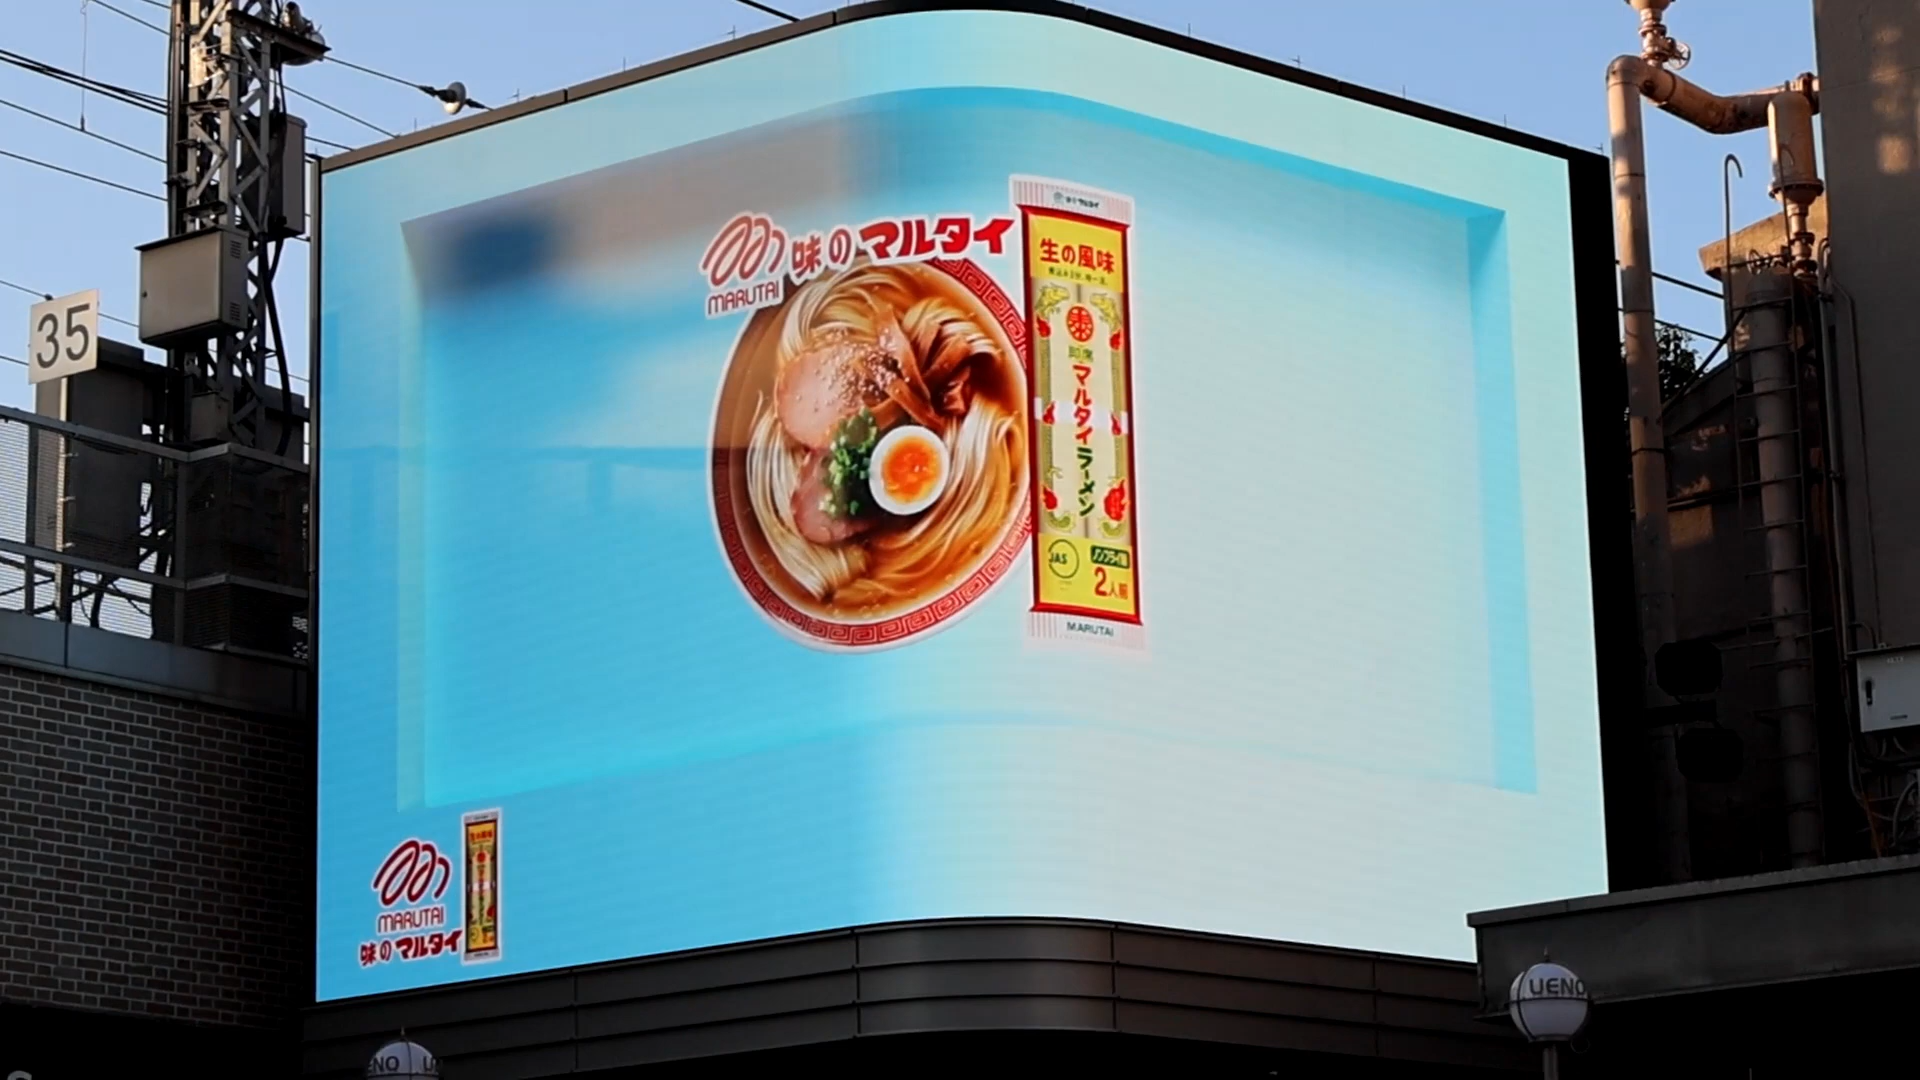 35
味のマルタイ
MARUTAI
生の風味
即席
マルタイラーメン
JAS
ノンフライ麺
2人前
MARUTAI
MARUTAI
味のマルタイ
UENO
ENO